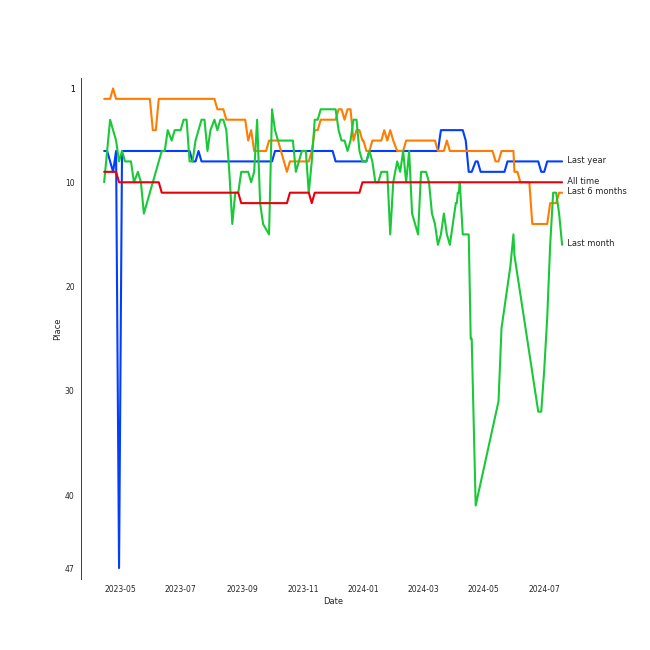 1
10
20
30
40
47
Place
2023-05 2023-07 2023-09 2023-11 2024-01 2024-03 2024-05 2024-07
Date
Last year
All time
Last 6 months
Last month